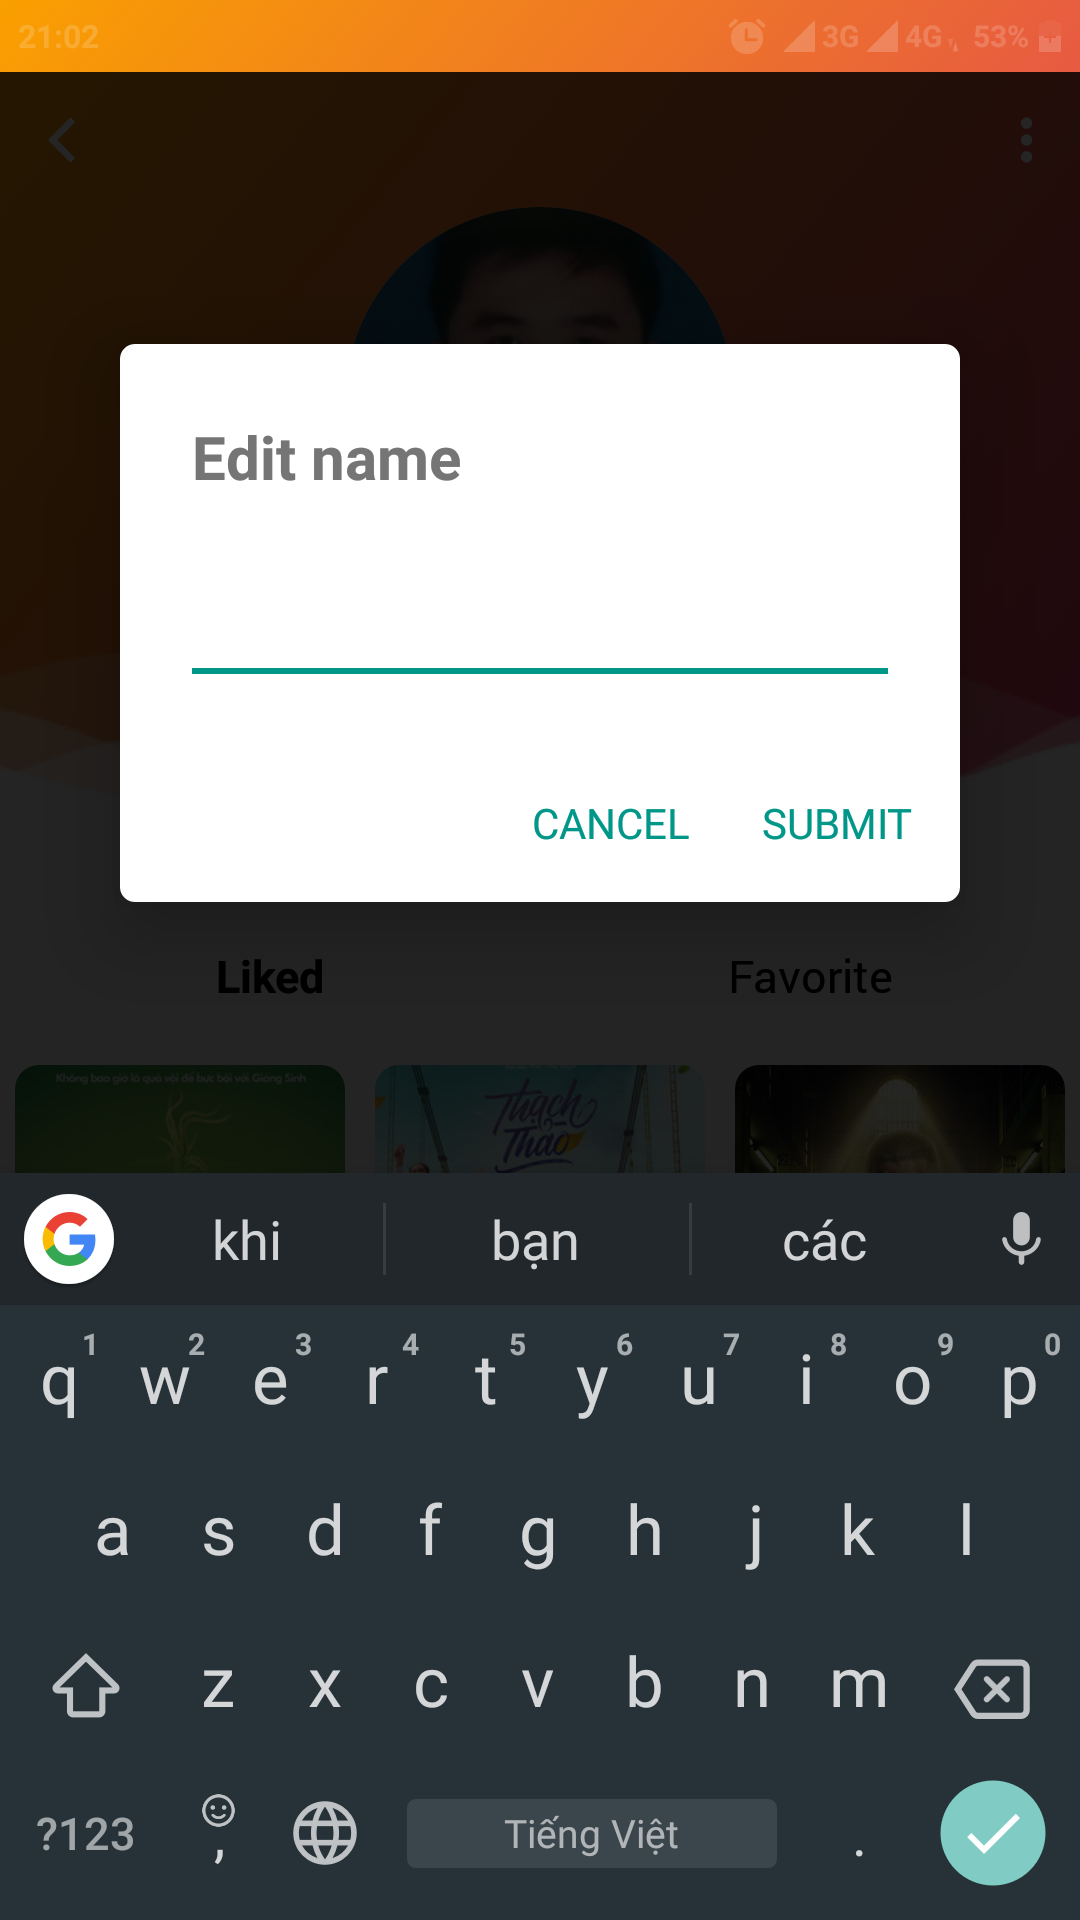 21:02 3G 4G 53%
Edit name
CANCEL SUBMIT
Liked Favorite
Không bao giờ là quá vội để bực bội với Giáng Sinh
Thạch
Thảo
khi bạn các
1 2 3 4 5 6 7 8 9 0
q w e r t y u i o p
a s d f g h j k l
z x c v b n m
?123 , Tiếng Việt .